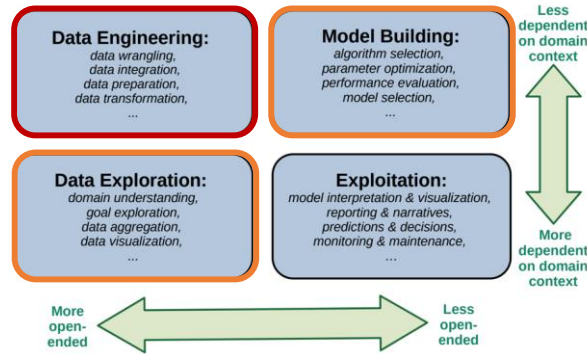 Data Engineering:
data wrangling,
data integration,
data preparation,
data transformation,
...
Model Building:
algorithm selection,
parameter optimization,
performance evaluation,
model selection,
...
Less
dependent
on domain
context
Data Exploration:
domain understanding,
goal exploration,
data aggregation,
data visualization,
...
Exploitation:
model interpretation & visualization,
reporting & narratives,
predictions & decisions,
monitoring & maintenance,
...
More
dependent
on domain
context
More
open-
ended
Less
open-
ended